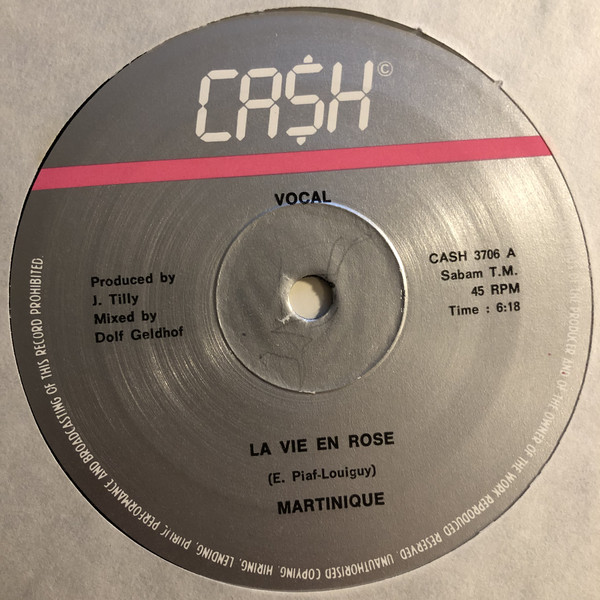 CA$H ©
VOCAL
Produced by
J. Tilly
Mixed by
Dolf Geldhof
CASH 3706 A
Sabam T.M.
45 RPM
Time : 6:18
LA VIE EN ROSE
(E. Piaf-Louiguy)
MARTINIQUE
THE PRODUCER AND OF THE OWNER OF THE WORK REPRODUCED RESERVED. UNAUTHORISED COPYING, HIRING, LENDING, PUBLIC PERFORMANCE AND BROADCASTING OF THIS RECORD PROHIBITED.